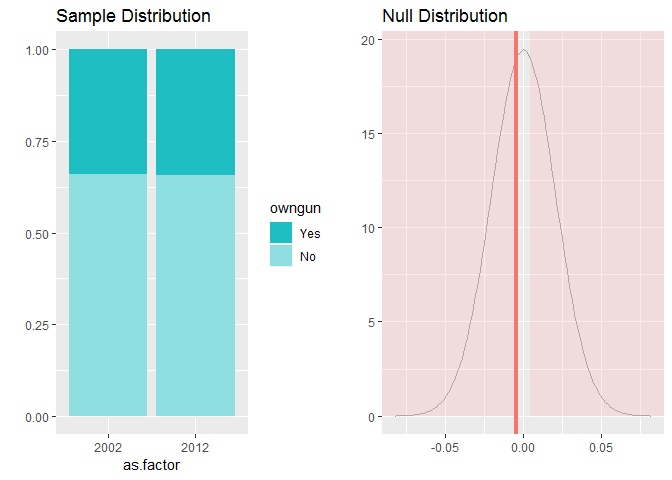 Sample Distribution
1.00
0.75
0.50
0.25
0.00
2002 2012
as.factor
owngun
Yes
No
Null Distribution
20
15
10
5
0
-0.05 0.00 0.05